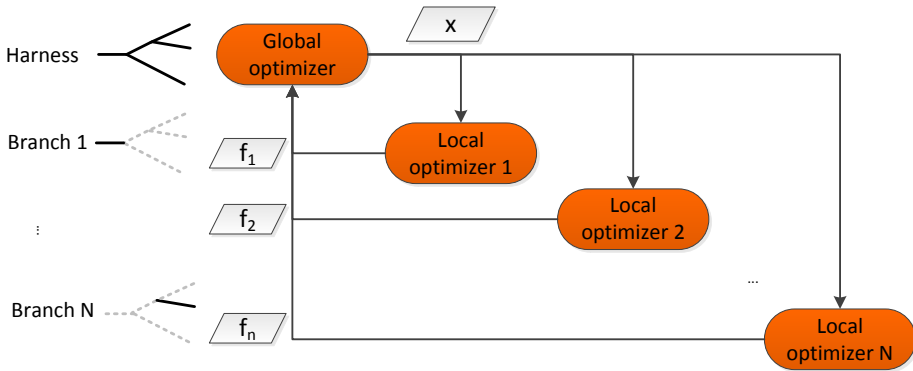 x
Harness
Global
optimizer
Branch 1
f1
Local
optimizer 1
f2
Local
optimizer 2
...
...
Branch N
fn
Local
optimizer N